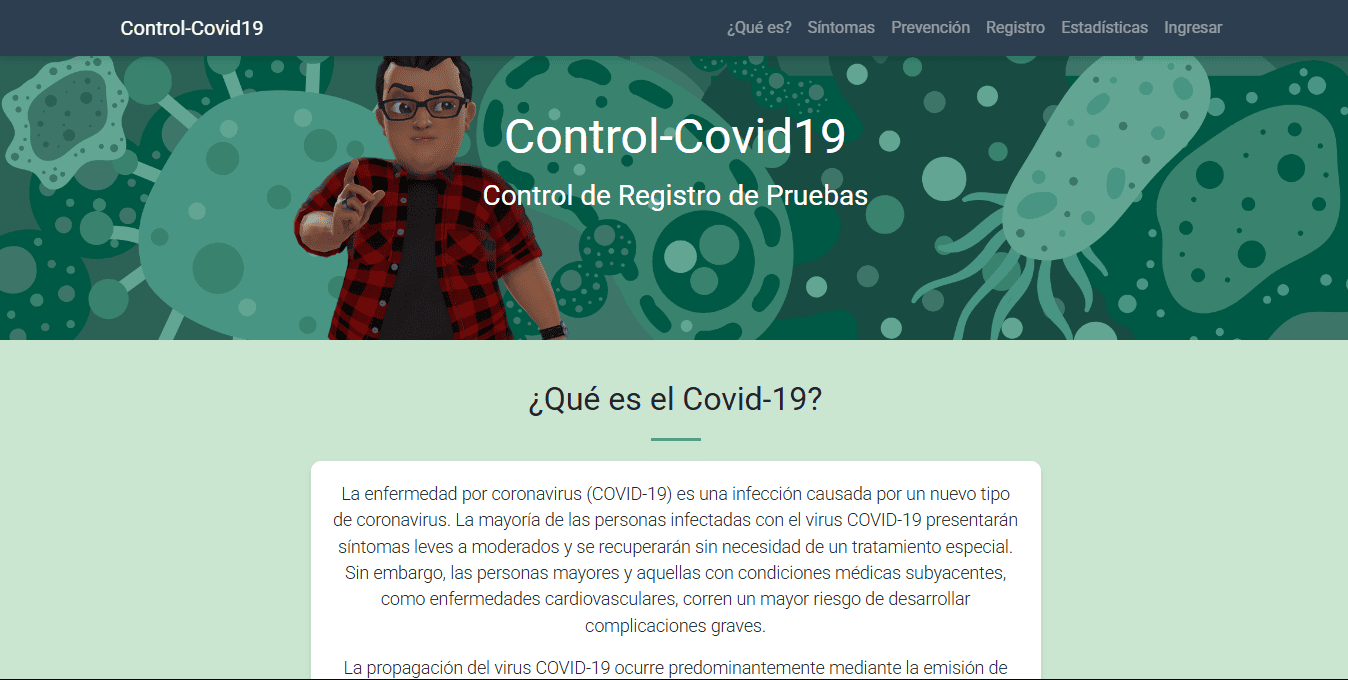 Control-Covid19
¿Qué es? Síntomas Prevención Registro Estadísticas Ingresar
Control-Covid19
Control de Registro de Pruebas
¿Qué es el Covid-19?
La enfermedad por coronavirus (COVID-19) es una infección causada por un nuevo tipo
de coronavirus. La mayoría de las personas infectadas con el virus COVID-19 presentarán
síntomas leves a moderados y se recuperarán sin necesidad de un tratamiento especial.
Sin embargo, las personas mayores y aquellas con condiciones médicas subyacentes,
como enfermedades cardiovasculares, corren un mayor riesgo de desarrollar
complicaciones graves.
La propagación del virus COVID-19 ocurre predominantemente mediante la emisión de